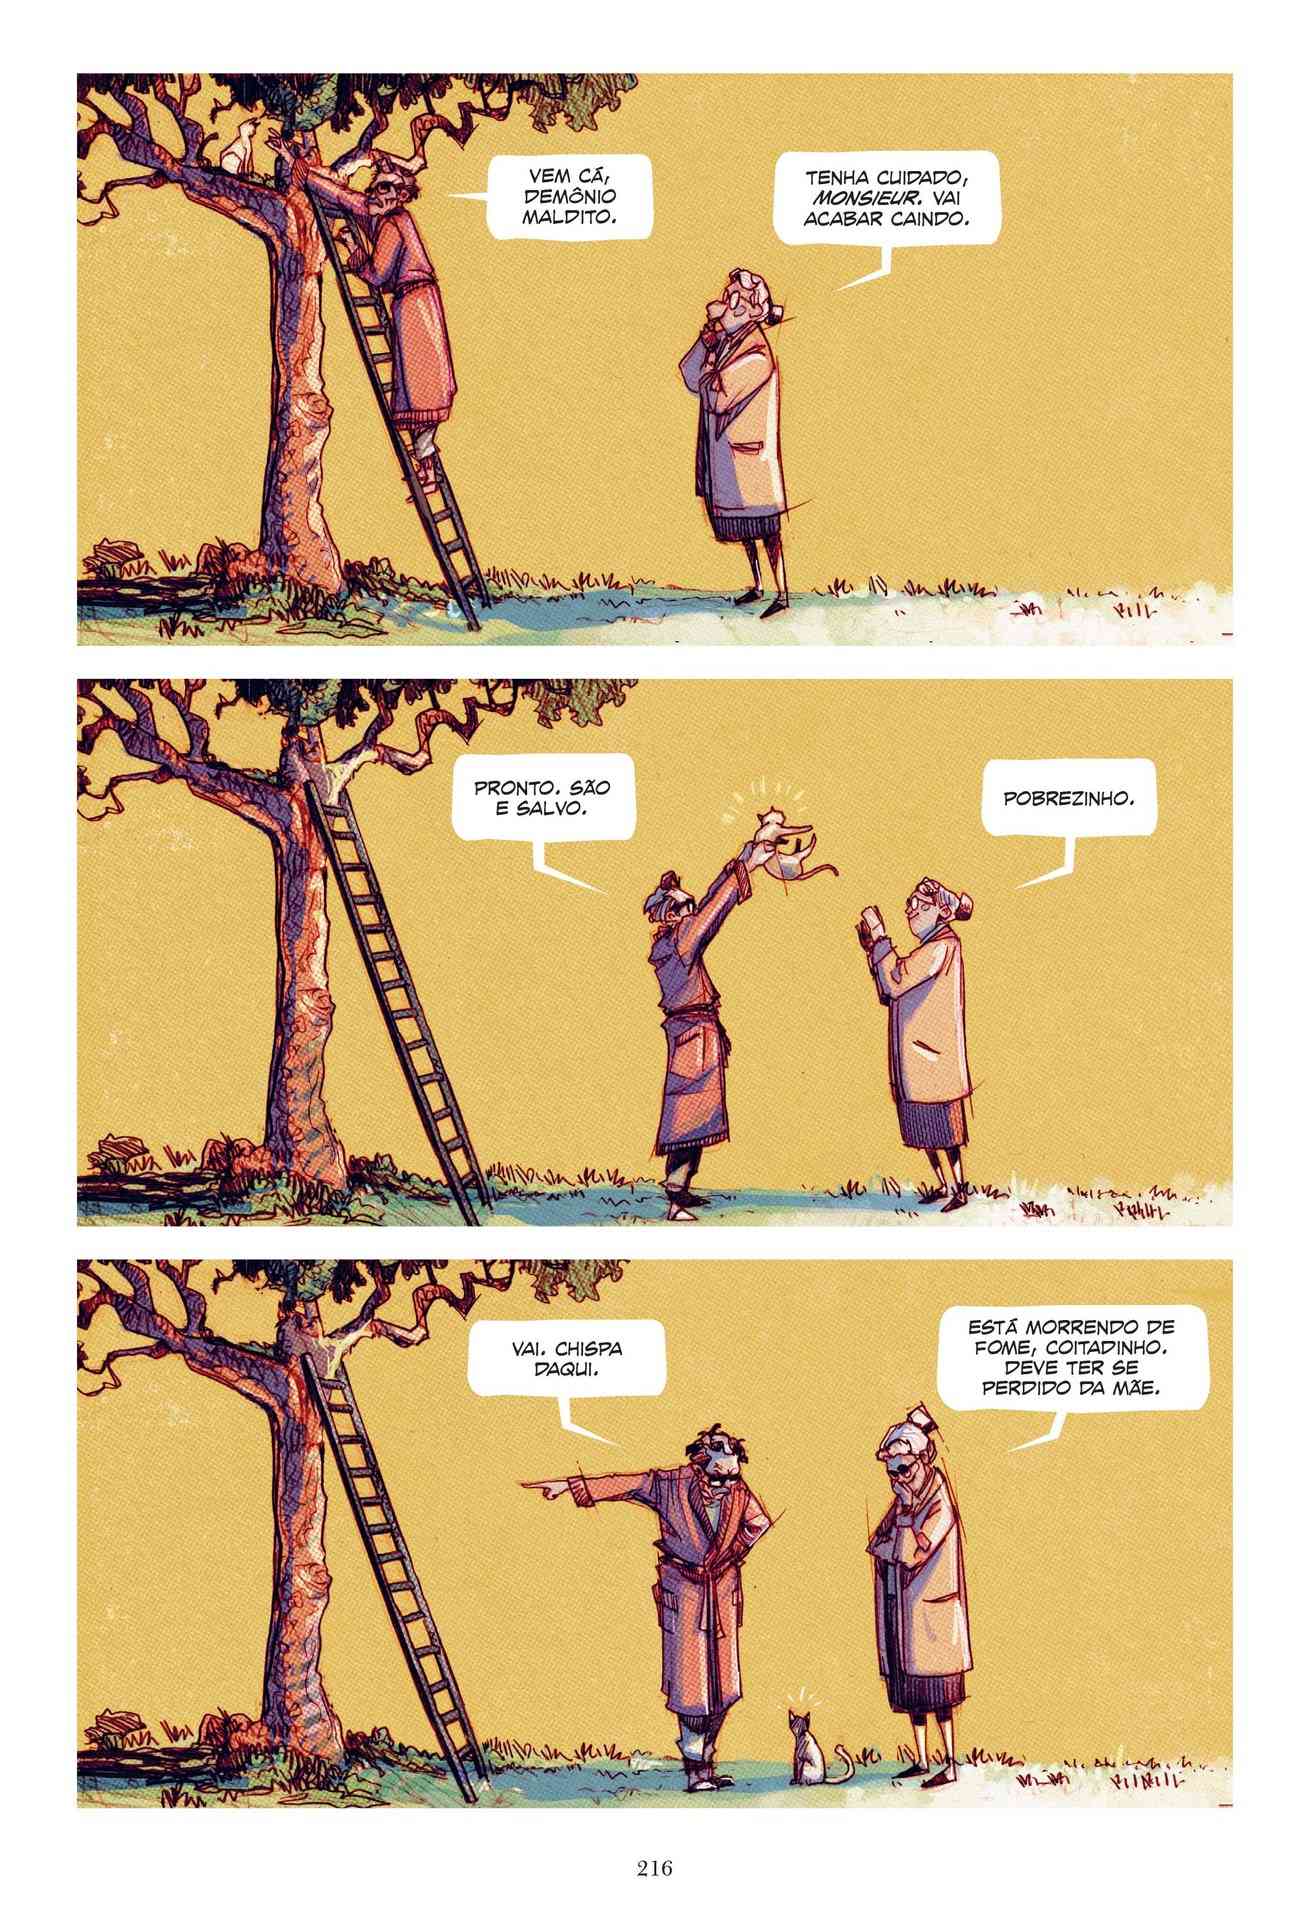 VEM CÁ,
DEMÔNIO
MALDITO.
TENHA CUIDADO,
MONSIEUR. VAI
ACABAR CAINDO.
PRONTO. SÃO
E SALVO.
POBREZINHO.
VAI. CHISPA
DAQUI.
ESTÁ MORRENDO DE
FOME, COITADINHO.
DEVE TER SE
PERDIDO DA MÃE.
216